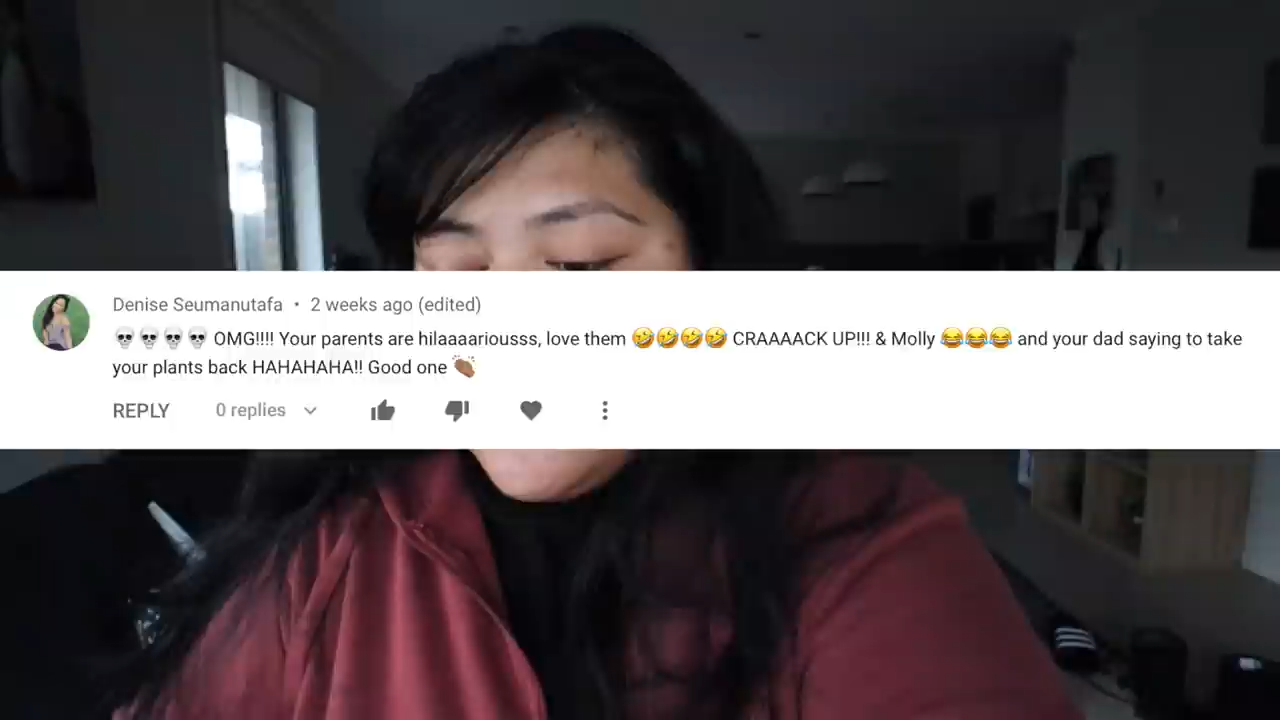 Denise Seumanutafa • 2 weeks ago (edited)
💀💀💀💀 OMG!!!! Your parents are hilaaaariousss, love them 🤣🤣🤣🤣 CRAAAACK UP!!! & Molly 😂😂😂 and your dad saying to take
your plants back HAHAHAHA!! Good one 👏🏾
REPLY 0 replies